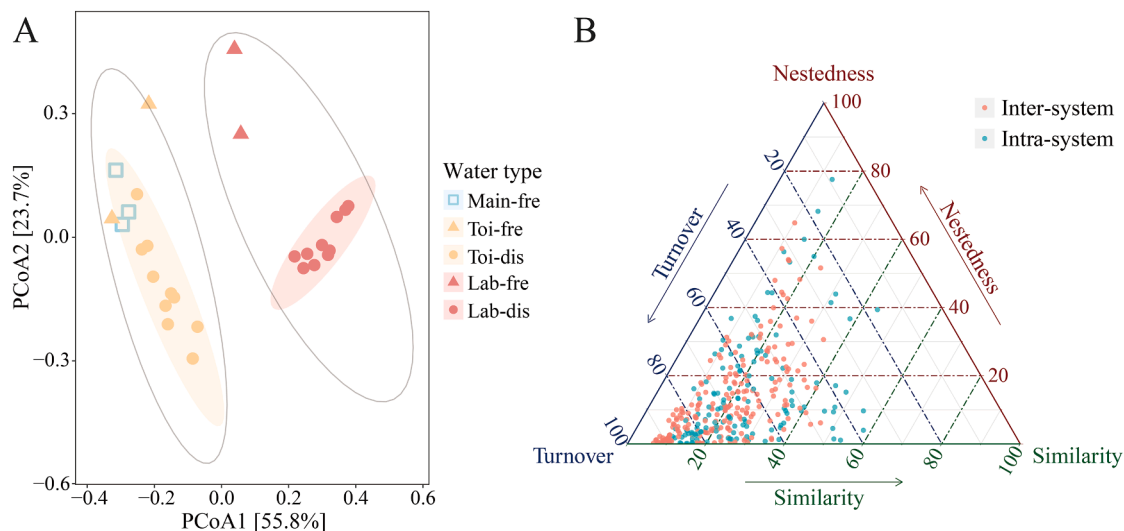 A
PCoA2 [23.7%]
0.3
0.0
−0.3
−0.6
−0.4
−0.2
0.0
0.2
0.4
0.6
PCoA1 [55.8%]
Water type
Main-fre
Toi-fre
Toi-dis
Lab-fre
Lab-dis
B
Nestedness
100
80
60
40
20
Nestedness
20
40
60
80
100
Turnover
Turnover
20
40
60
80
100
Similarity
Similarity
Inter-system
Intra-system